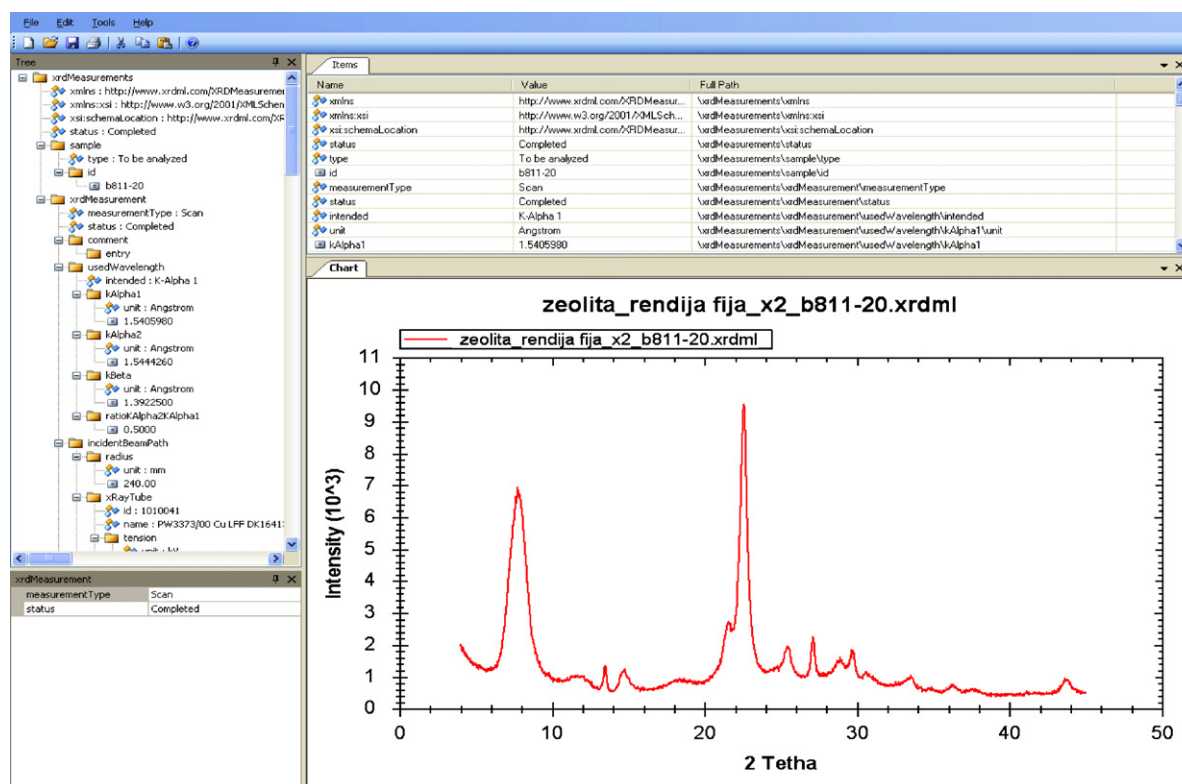 File Edit Tools Help
Tree
xrdMeasurements
xmlns : http://www.xrdml.com/XRDMeasuremen
xmlns:xsi : http://www.w3.org/2001/XMLSchen
xsi:schemaLocation : http://www.xrdml.com/XR
status : Completed
sample
type : To be analyzed
id
b811-20
xrdMeasurement
measurementType : Scan
status : Completed
comment
entry
usedWavelength
intended : K-Alpha 1
kAlpha1
unit : Angstrom
1.5405980
kAlpha2
unit : Angstrom
1.5444260
kBeta
unit : Angstrom
1.3922500
ratioKAlpha2KAlpha1
0.5000
incidentBeamPath
radius
unit : mm
240.00
xRayTube
id : 1010041
name : PW3373/00 Cu LFF DK1641
tension
unit : kV
xrdMeasurement
measurementType Scan
status Completed
Items
Name Value Full Path
xmlns http://www.xrdml.com/XRDMeasur... \xrdMeasurements\xmlns
xmlns:xsi http://www.w3.org/2001/XMLSche... \xrdMeasurements\xmlns:xsi
xsi:schemaLocation http://www.xrdml.com/XRDMeasur... \xrdMeasurements\xsi:schemaLocation
status Completed \xrdMeasurements\status
type To be analyzed \xrdMeasurements\sample\type
id b811-20 \xrdMeasurements\sample\id
measurementType Scan \xrdMeasurements\xrdMeasurement\measurementType
status Completed \xrdMeasurements\xrdMeasurement\status
intended K-Alpha 1 \xrdMeasurements\xrdMeasurement\usedWavelength\intended
unit Angstrom \xrdMeasurements\xrdMeasurement\usedWavelength\kAlpha1\unit
kAlpha1 1.5405980 \xrdMeasurements\xrdMeasurement\usedWavelength\kAlpha1
Chart
zeolita_rendija fija_x2_b811-20.xrdml
zeolita_rendija fija_x2_b811-20.xrdml
Intensity (10^3)
11
10
9
8
7
6
5
4
3
2
1
0
0 10 20 30 40 50
2 Tetha